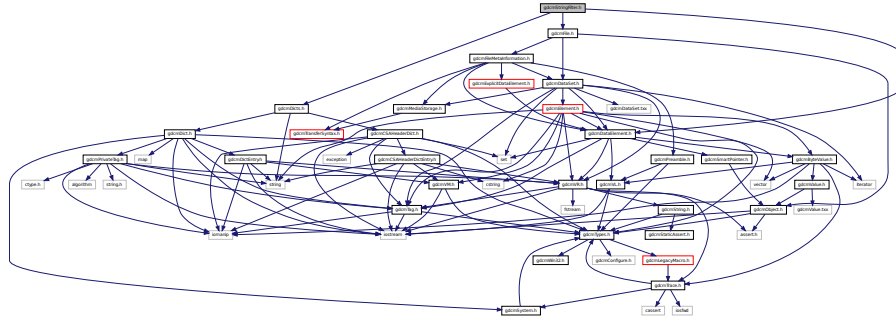 gdcmStringFilter.h
gdcmFile.h
gdcmFileMetaInformation.h
gdcmExplicitDataElement.h
gdcmDataSet.h
gdcmDicts.h
gdcmMediaStorage.h
gdcmElement.h
gdcmDataSet.txx
gdcmDict.h
gdcmTransferSyntax.h
gdcmCSAHeaderDict.h
gdcmDataElement.h
gdcmPrivateTag.h
map
gdcmDictEntry.h
exception
gdcmCSAHeaderDictEntry.h
set
gdcmPreamble.h
gdcmSmartPointer.h
gdcmByteValue.h
ctype.h
algorithm
string.h
string
gdcmVM.h
cstring
gdcmVR.h
gdcmVL.h
vector
gdcmValue.h
iterator
gdcmTag.h
fstream
gdcmString.h
gdcmObject.h
gdcmValue.txx
iomanip
iostream
gdcmTypes.h
gdcmStaticAssert.h
assert.h
gdcmWin32.h
gdcmConfigure.h
gdcmLegacyMacro.h
gdcmTrace.h
gdcmSystem.h
cassert
iosfwd